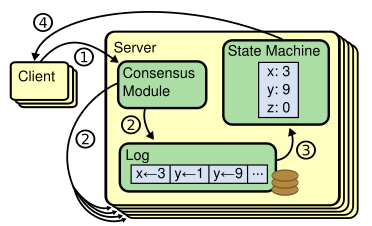 ④
①
Server
State Machine
Client
Consensus
Module
x: 3
y: 9
z: 0
②
②
③
Log
x←3 y←1 y←9 ...